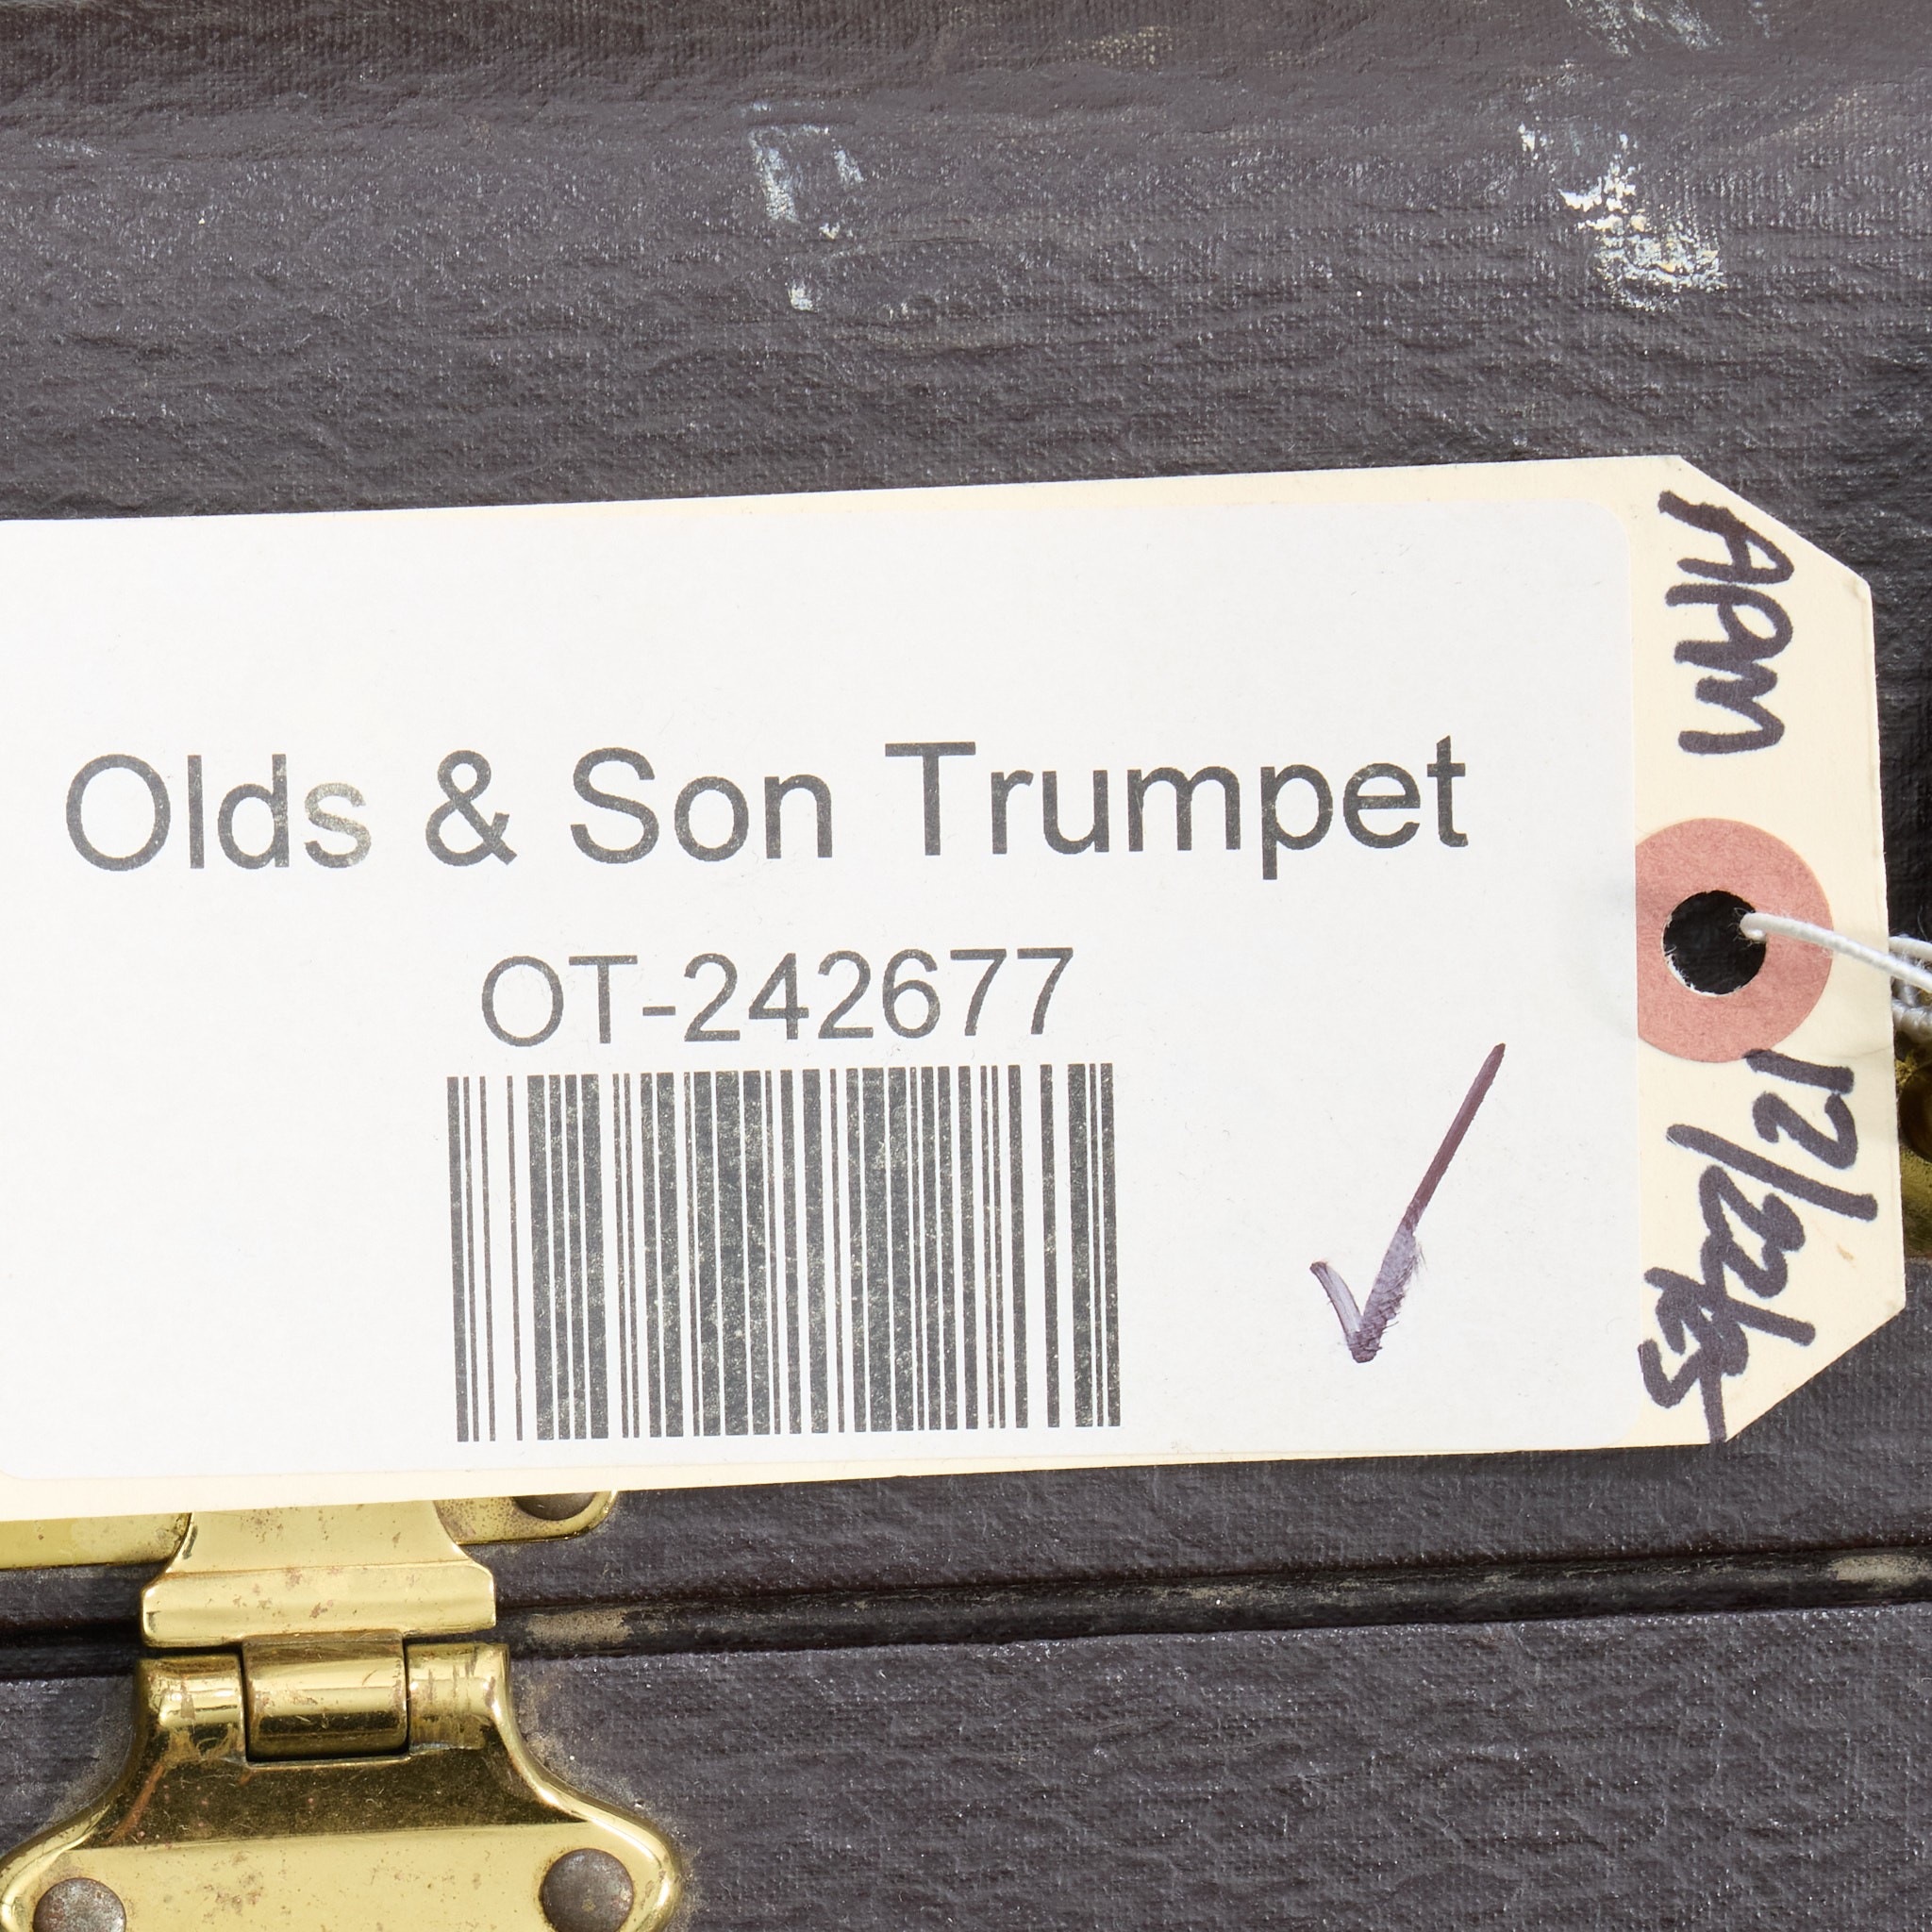 Olds & Son Trumpet
OT-242677
APM
12/22/25